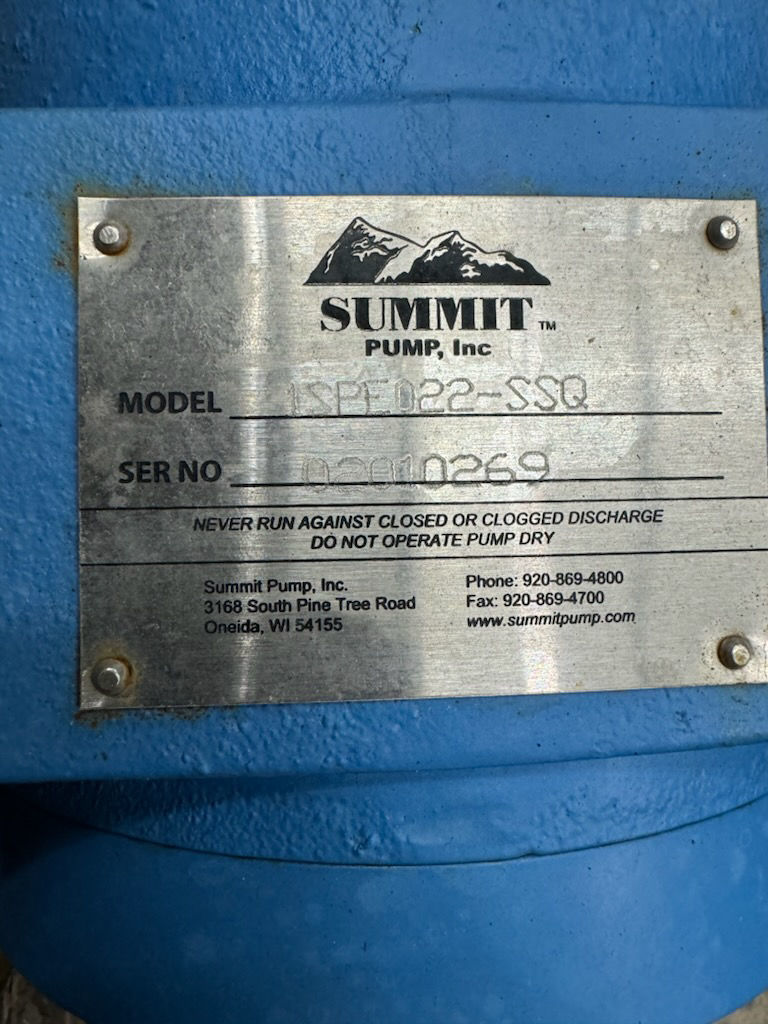 SUMMIT™
PUMP, Inc
MODEL 1SPE022-SSQ
SER NO 02010269
NEVER RUN AGAINST CLOSED OR CLOGGED DISCHARGE
DO NOT OPERATE PUMP DRY
Summit Pump, Inc.
3168 South Pine Tree Road
Oneida, WI 54155
Phone: 920-869-4800
Fax: 920-869-4700
www.summitpump.com